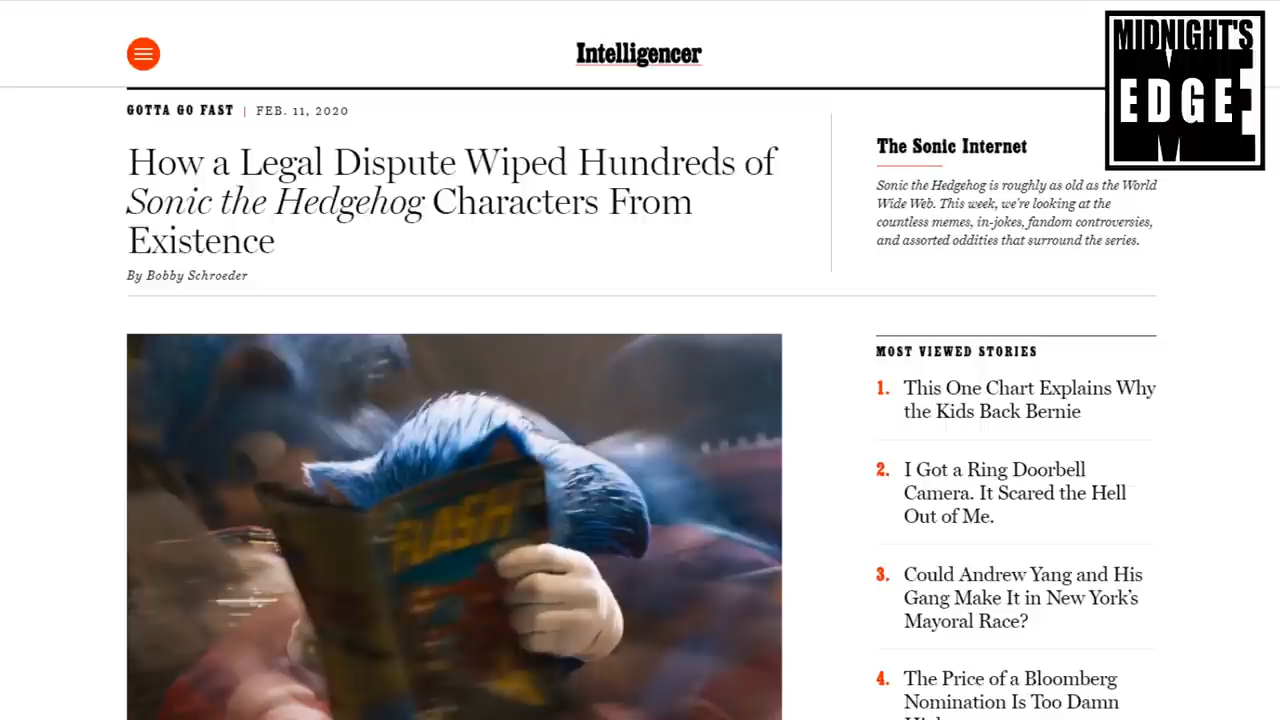 Intelligencer
MIDNIGHT'S
EDGE
GOTTA GO FAST | FEB. 11, 2020
How a Legal Dispute Wiped Hundreds of
Sonic the Hedgehog Characters From
Existence
By Bobby Schroeder
The Sonic Internet
Sonic the Hedgehog is roughly as old as the World
Wide Web. This week, we're looking at the
countless memes, in-jokes, fandom controversies,
and assorted oddities that surround the series.
FLASH
MOST VIEWED STORIES
1. This One Chart Explains Why
the Kids Back Bernie
2. I Got a Ring Doorbell
Camera. It Scared the Hell
Out of Me.
3. Could Andrew Yang and His
Gang Make It in New York's
Mayoral Race?
4. The Price of a Bloomberg
Nomination Is Too Damn